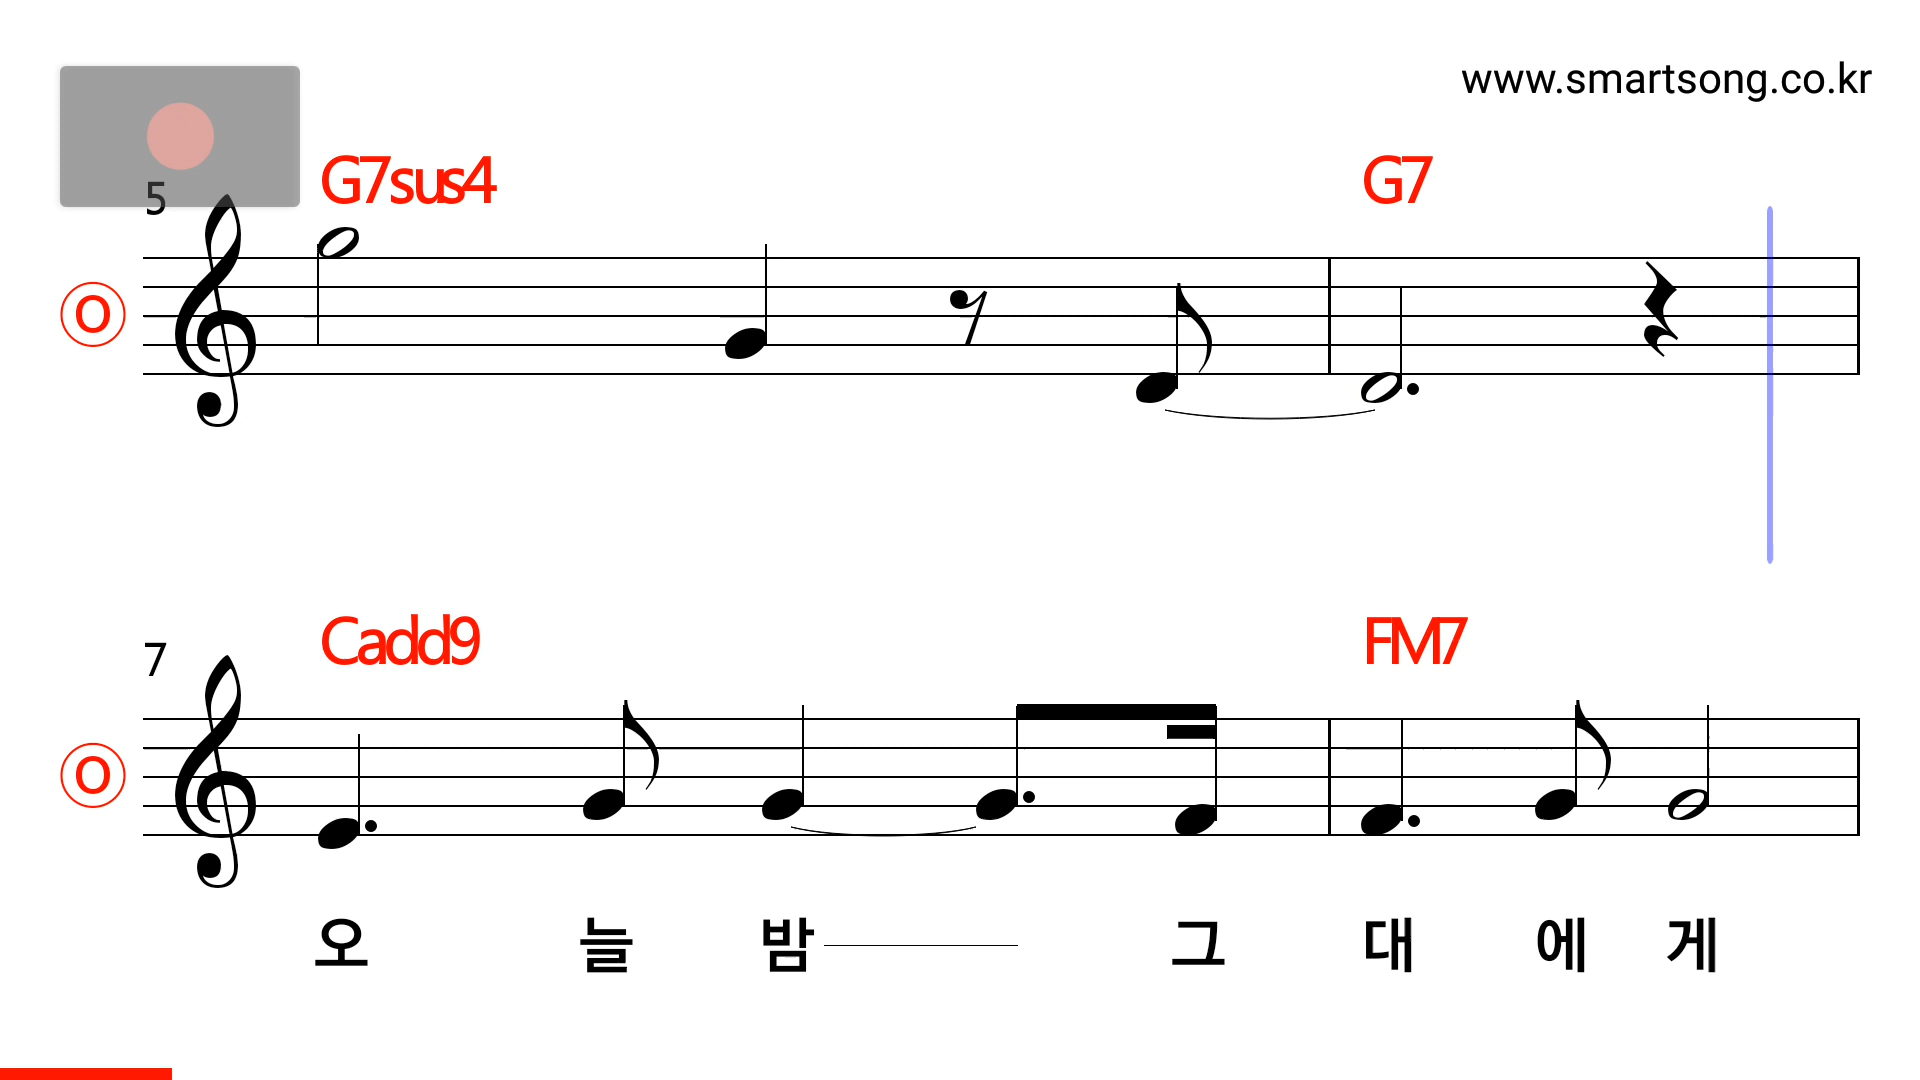 www.smartsong.co.kr
5 G7sus4 G7
O
7 Cadd9 FM7
O
오 늘 밤 그 대 에 게